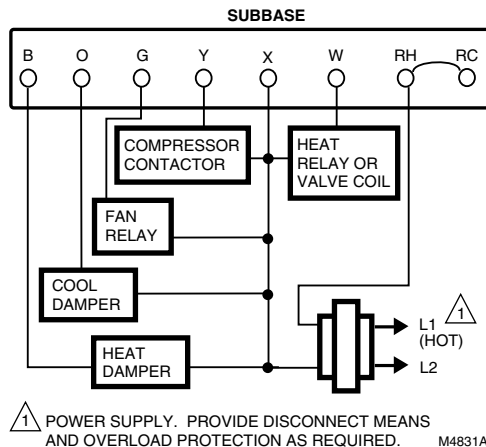 SUBBASE
B O G Y X W RH RC
COMPRESSOR
CONTACTOR
HEAT
RELAY OR
VALVE COIL
FAN
RELAY
COOL
DAMPER
HEAT
DAMPER
1
L1
(HOT)
L2
1 POWER SUPPLY. PROVIDE DISCONNECT MEANS
AND OVERLOAD PROTECTION AS REQUIRED. M4831A